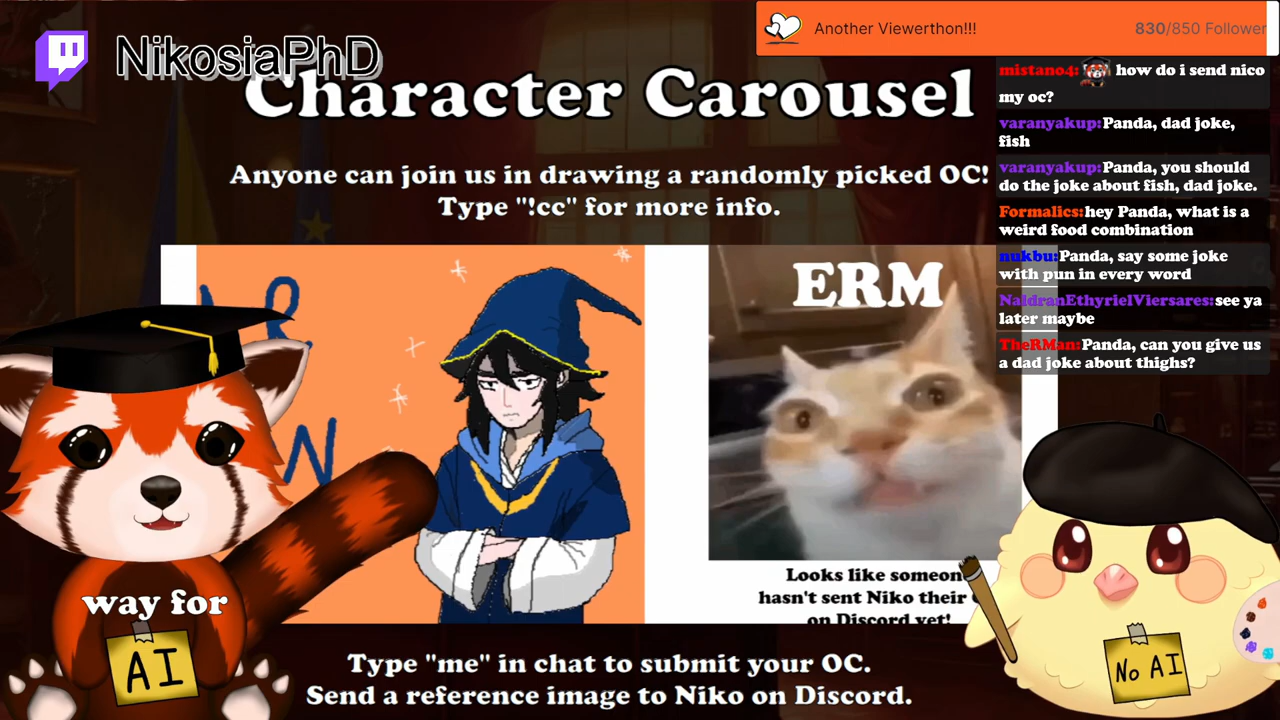 NikosiaPhD
Another Viewerthon!!!
830/850 Follower
Character Carousel
Anyone can join us in drawing a randomly picked OC!
Type "!cc" for more info.
mistano4: how do i send nico
my oc?
varanyakup:Panda, dad joke,
fish
varanyakup:Panda, you should
do the joke about fish, dad joke.
Formalics:hey Panda, what is a
weird food combination
nukbu:Panda, say some joke
with pun in every word
NaldranEthyrielViersares:see ya
later maybe
TheRMan:Panda, can you give us
a dad joke about thighs?
R
N
ERM
Looks like someon
hasn't sent Niko their
on Discord yet!
way for
AI
No AI
Type "me" in chat to submit your OC.
Send a reference image to Niko on Discord.